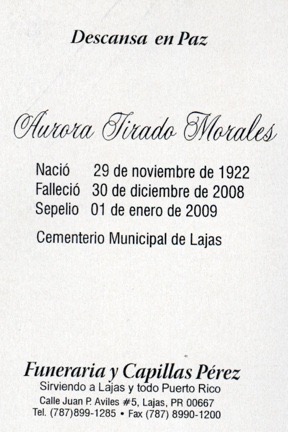 Descansa en Paz
Aurora Tirado Morales
Nació 29 de noviembre de 1922
Falleció 30 de diciembre de 2008
Sepelio 01 de enero de 2009
Cementerio Municipal de Lajas
Funeraria y Capillas Pérez
Sirviendo a Lajas y todo Puerto Rico
Calle Juan P. Aviles #5, Lajas, PR 00667
Tel. (787)899-1285 • Fax (787) 8990-1200